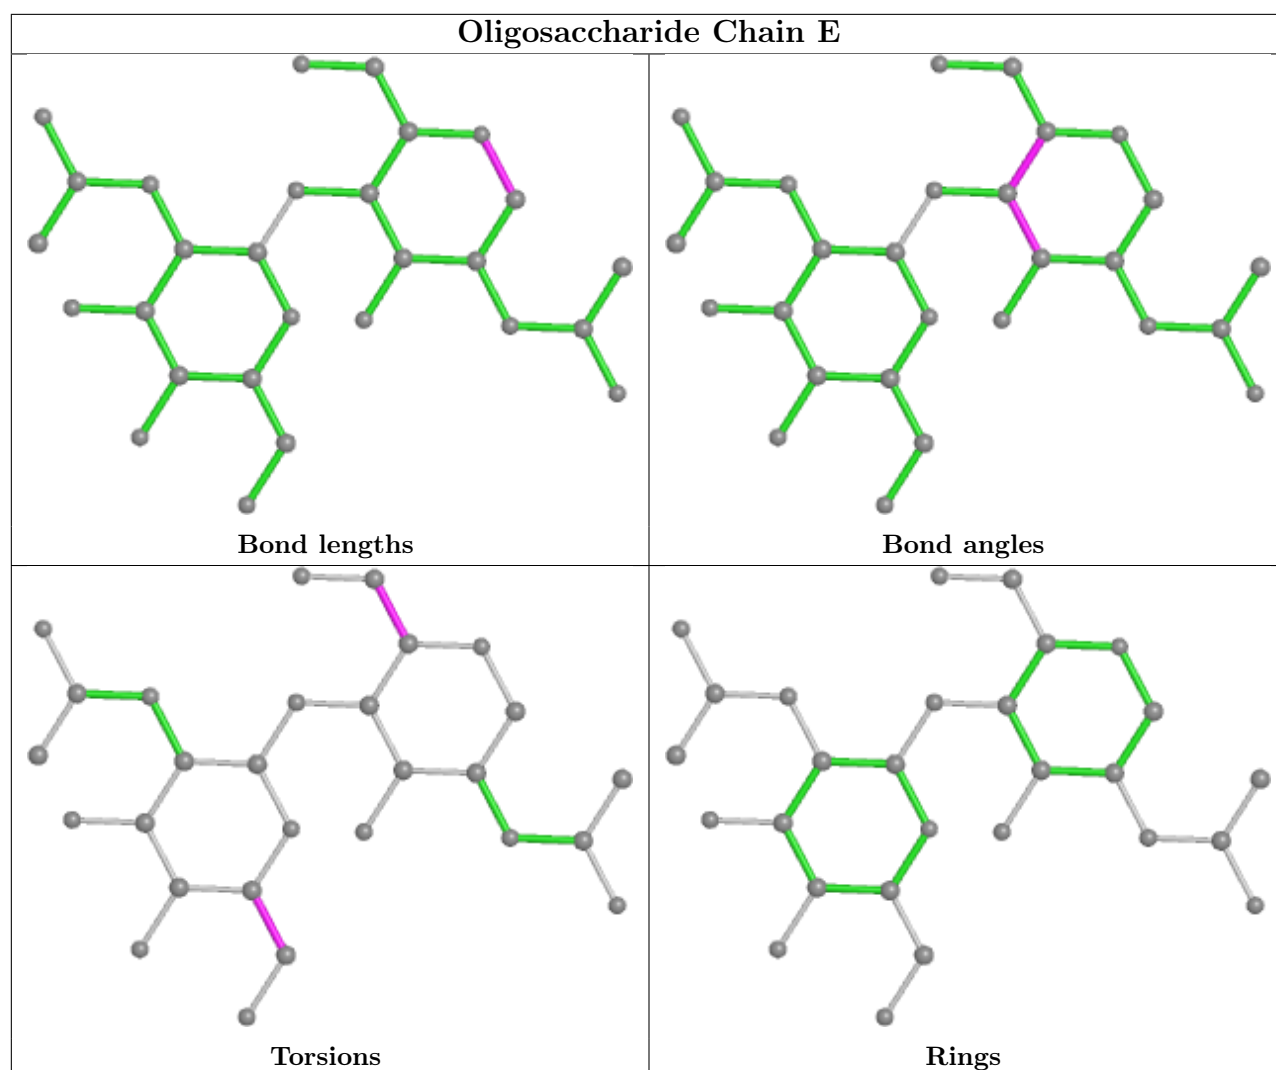 Oligosaccharide Chain E
Bond lengths
Bond angles
Torsions
Rings